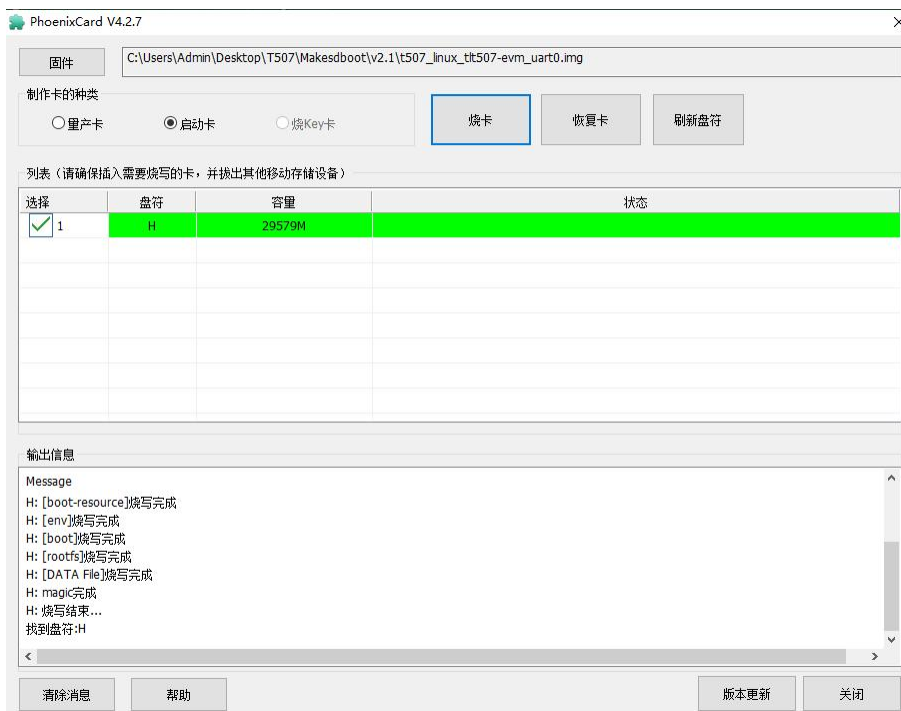 PhoenixCard V4.2.7
固件 C:\Users\Admin\Desktop\T507\Makesdboot\v2.1\t507_linux_tlt507-evm_uart0.img
制作卡的种类
量产卡 启动卡 烧Key卡 烧卡 恢复卡 刷新盘符
列表（请确保插入需要烧写的卡，并拔出其他移动存储设备）
选择 盘符 容量 状态
1 H 29579M
输出信息
Message
H: [boot-resource]烧写完成
H: [env]烧写完成
H: [boot]烧写完成
H: [rootfs]烧写完成
H: [DATA File]烧写完成
H: magic完成
H: 烧写结束...
找到盘符:H
清除消息 帮助 版本更新 关闭